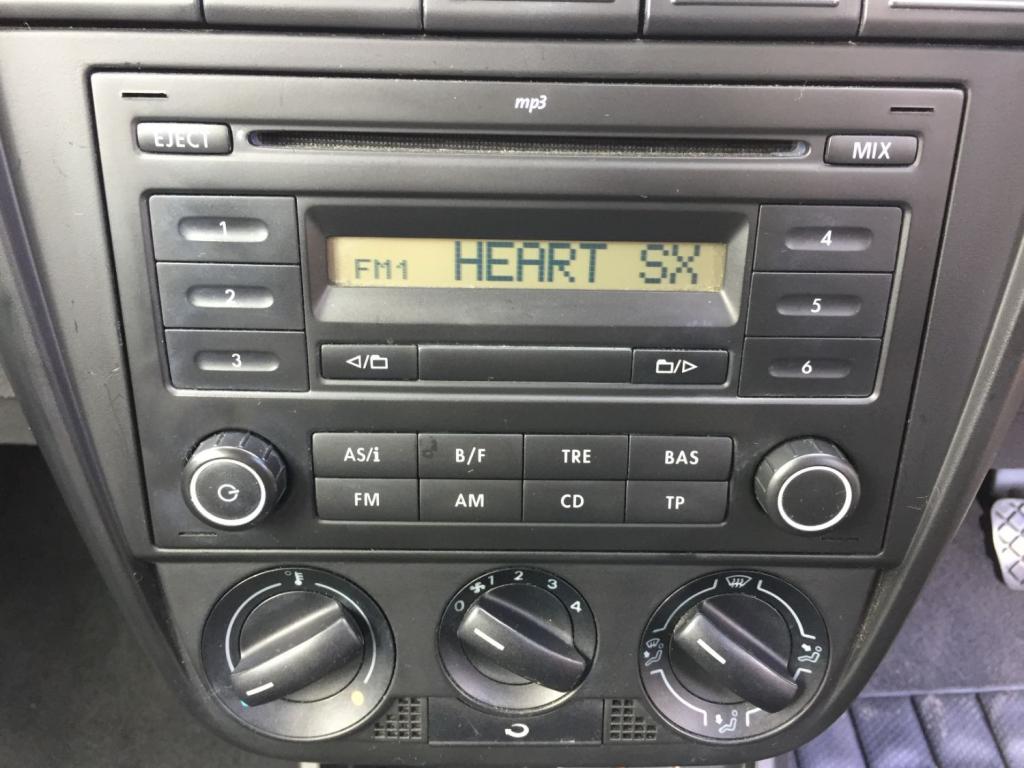 mp3
EJECT
MIX
1
4
FM1 HEART SX
2
5
3
6
AS/i B/F TRE BAS
FM AM CD TP
0 1 2 3 4